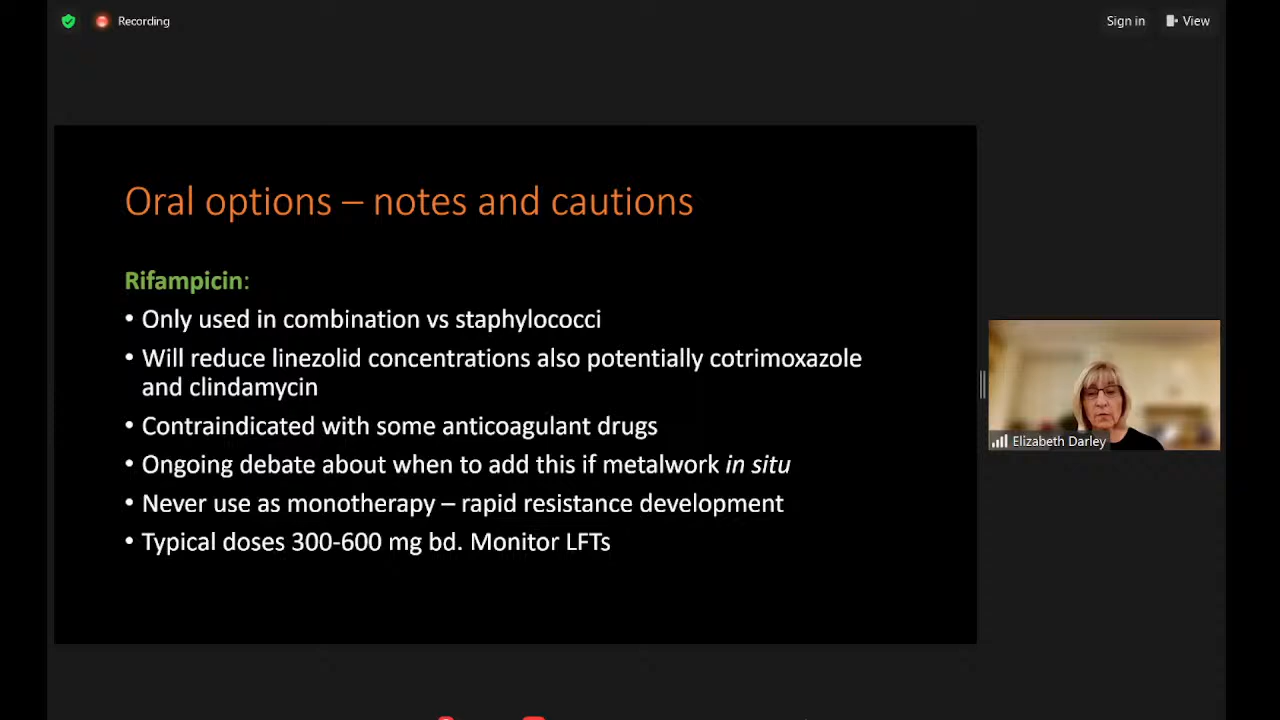 Recording
Sign in
View
Oral options – notes and cautions
Rifampicin:
• Only used in combination vs staphylococci
• Will reduce linezolid concentrations also potentially cotrimoxazole
and clindamycin
• Contraindicated with some anticoagulant drugs
• Ongoing debate about when to add this if metalwork in situ
• Never use as monotherapy – rapid resistance development
• Typical doses 300-600 mg bd. Monitor LFTs
Elizabeth Darley